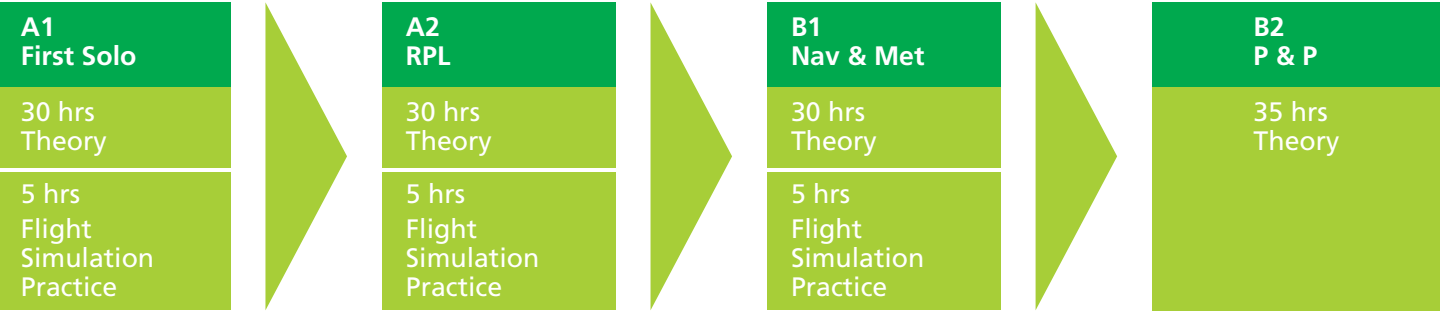 A1
First Solo
30 hrs
Theory
5 hrs
Flight
Simulation
Practice
A2
RPL
30 hrs
Theory
5 hrs
Flight
Simulation
Practice
B1
Nav & Met
30 hrs
Theory
5 hrs
Flight
Simulation
Practice
B2
P & P
35 hrs
Theory